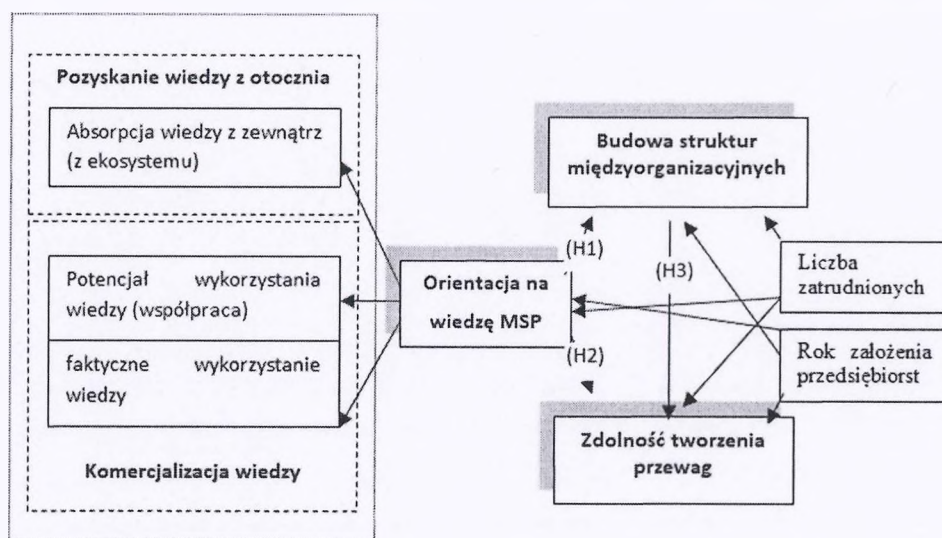 Pozyskanie wiedzy z otocznia
Absorpcja wiedzy z zewnątrz
(z ekosystemu)
Potencjał wykorzystania
wiedzy (współpraca)
faktyczne wykorzystanie
wiedzy
Komercjalizacja wiedzy
Orientacja na
wiedzę MSP
(H1)
(H2)
(H3)
Budowa struktur
międzyorganizacyjnych
Liczba
zatrudnionych
Rok założenia
przedsiębiorst
Zdolność tworzenia
przewag